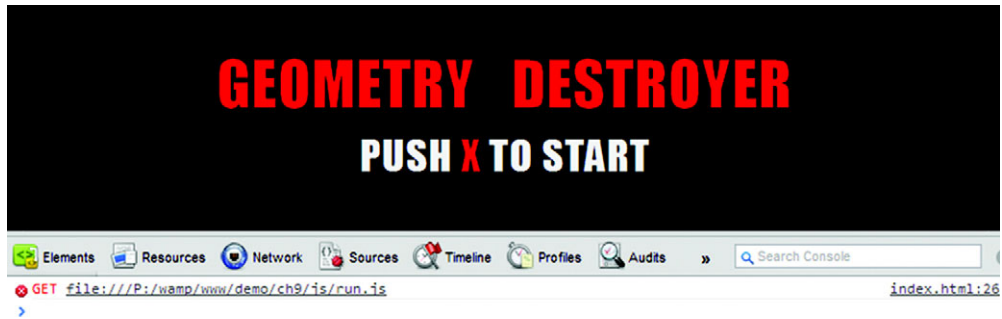 GEOMETRY DESTROYER
PUSH X TO START
Elements Resources Network Sources Timeline Profiles Audits » Search Console
GET file:///P:/wamp/www/demo/ch9/js/run.js index.html:26
>